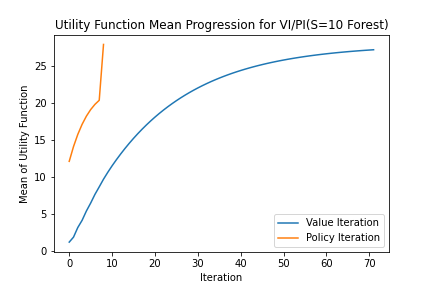 Utility Function Mean Progression for VI/PI(S=10 Forest)
Mean of Utility Function
25
20
15
10
5
0
0 10 20 30 40 50 60 70
Iteration
Value Iteration
Policy Iteration